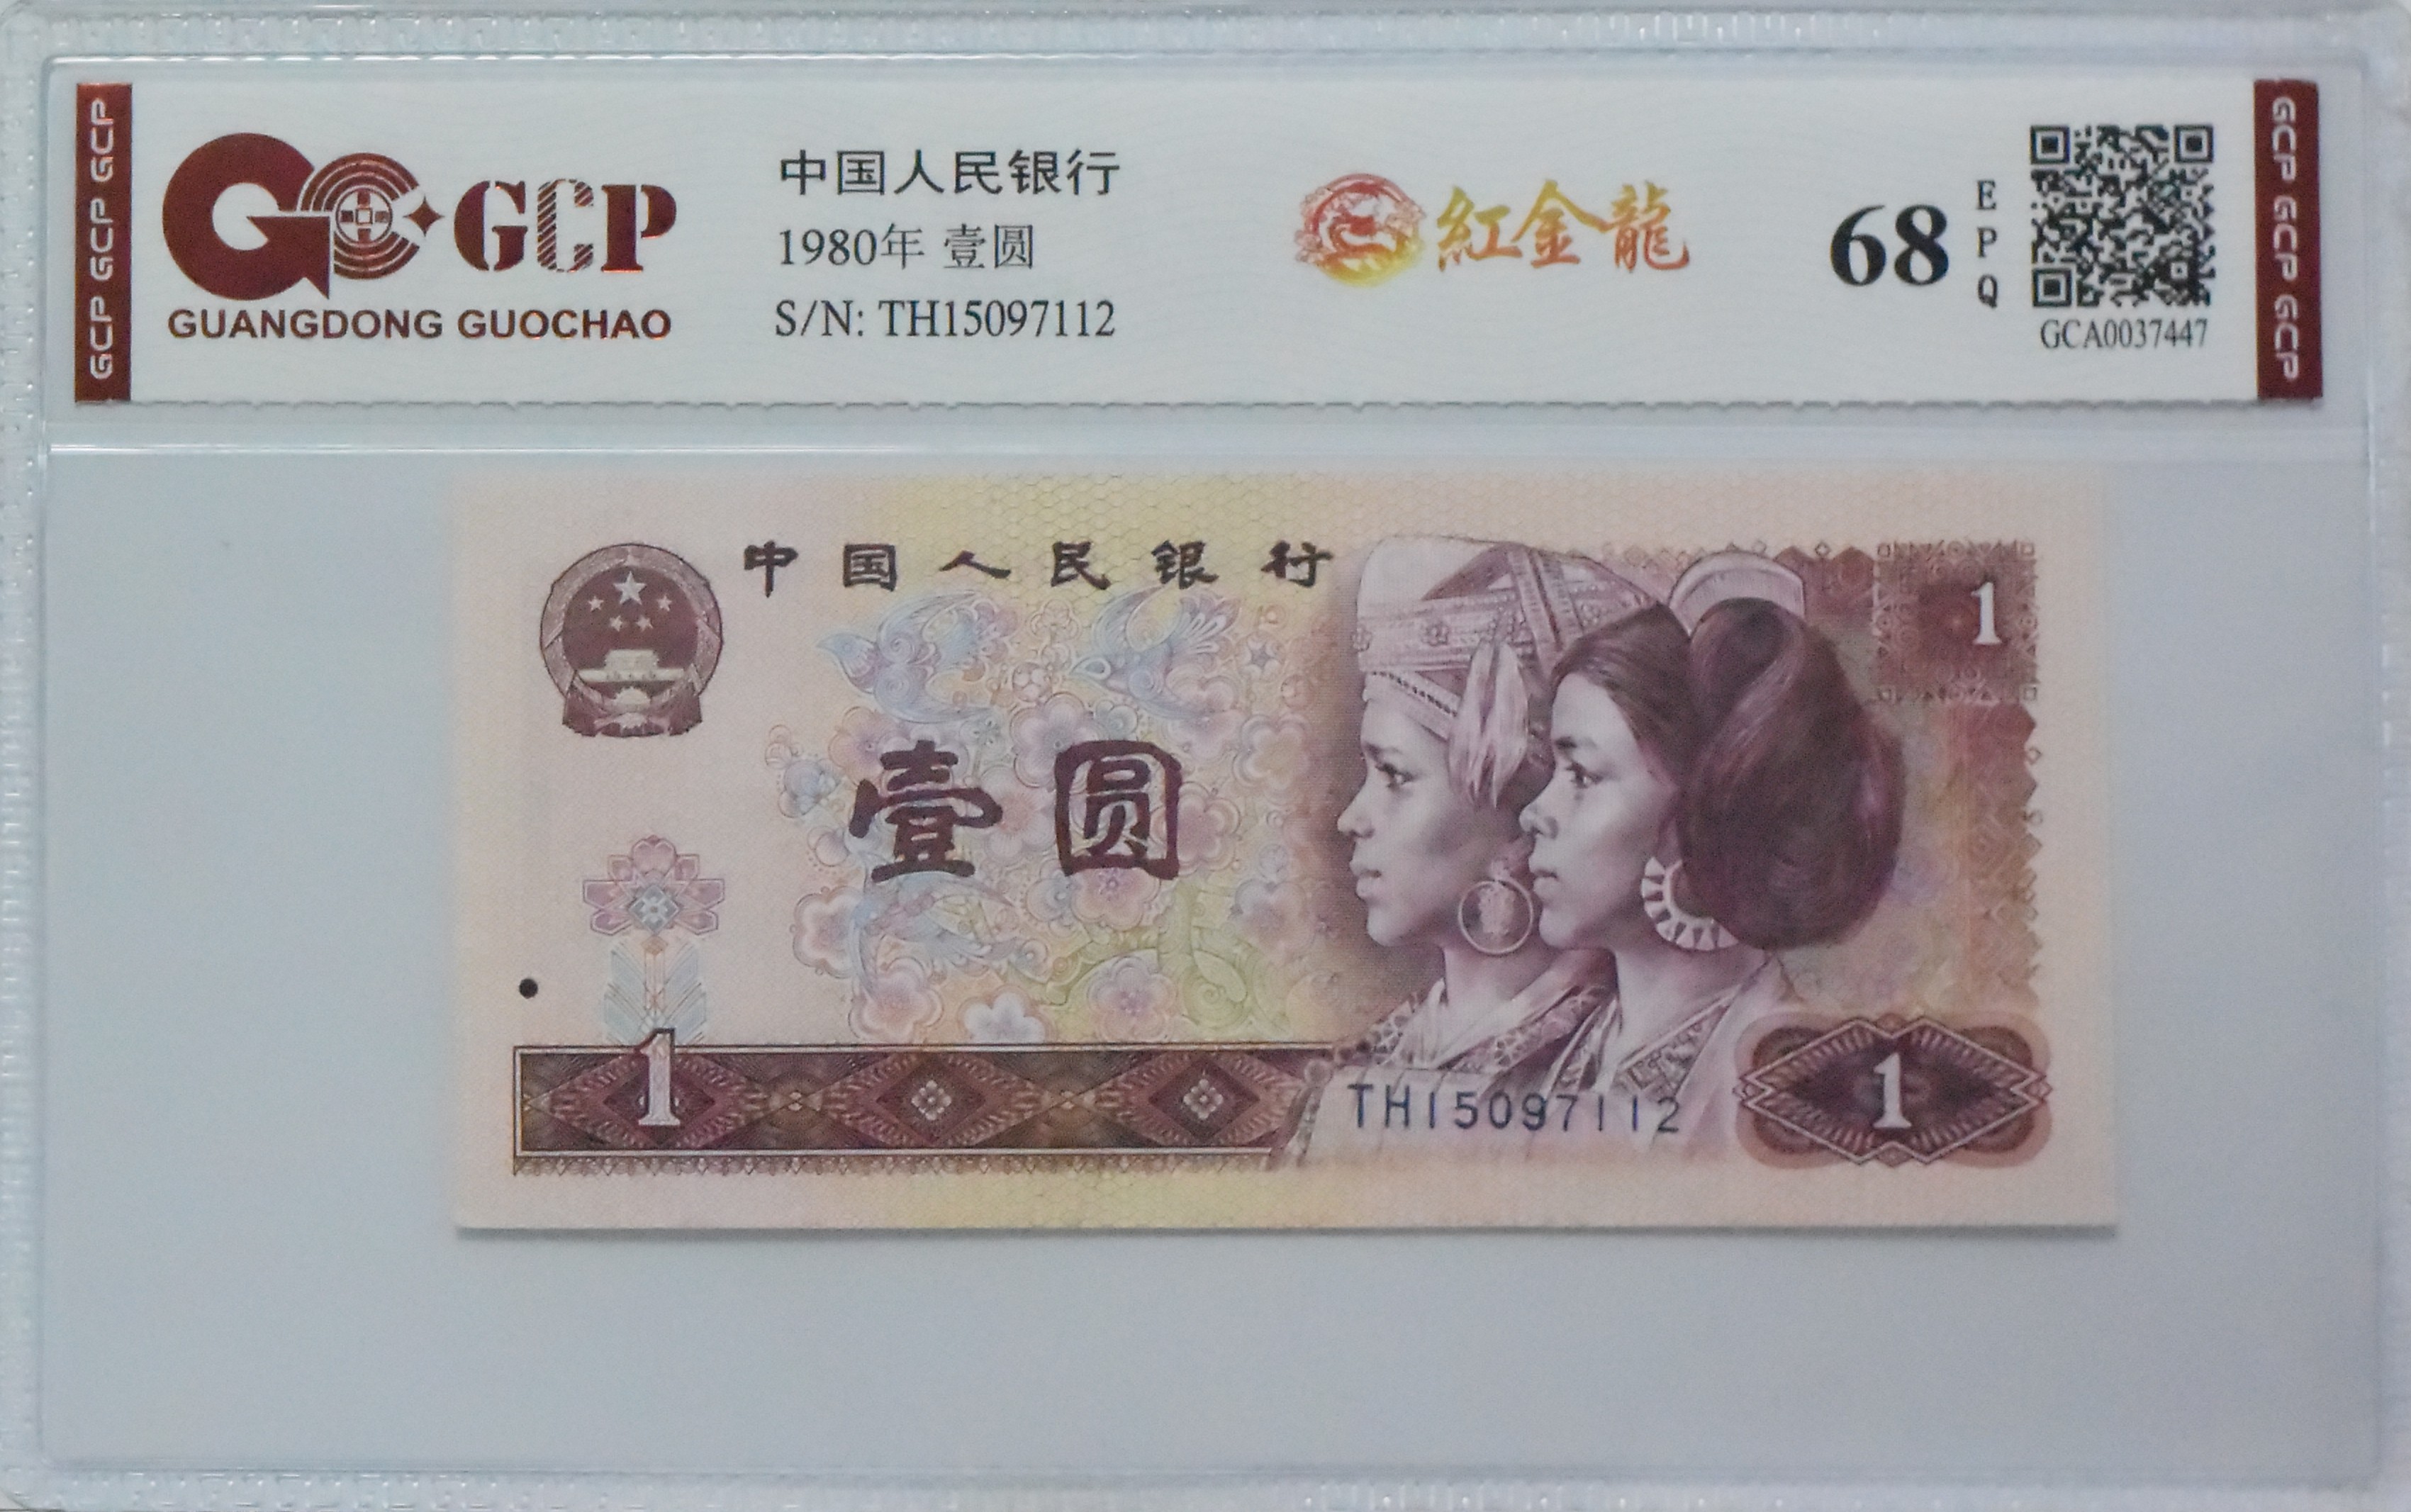 GCP GCP GCP
GCP
GUANGDONG GUOCHAO
中国人民银行
1980年 壹圆
S/N: TH15097112
紅金龍
68
EPQ
GCA0037447
GCP GCP GCP
中国人民银行
1
壹圆
1
TH15097112
1